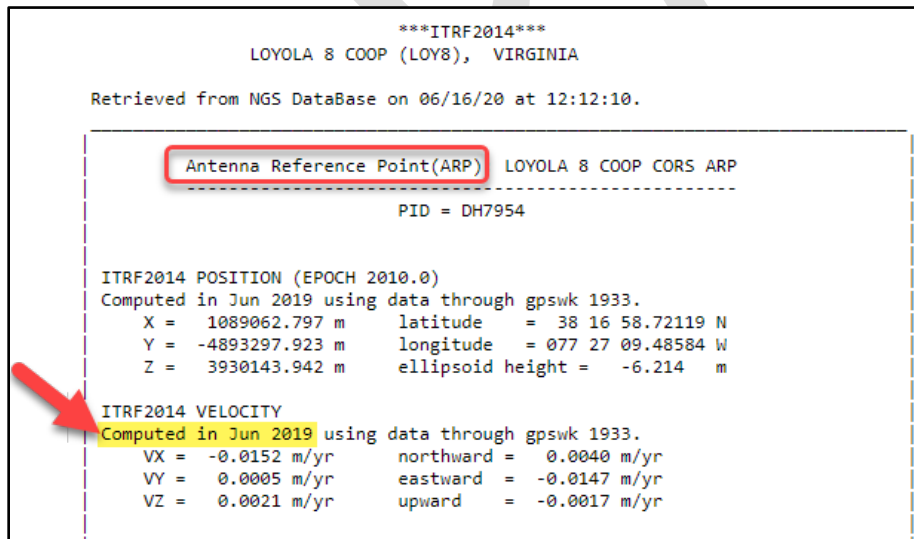 ***ITRF2014***
LOYOLA 8 COOP (LOY8),  VIRGINIA
Retrieved from NGS DataBase on 06/16/20 at 12:12:10.
Antenna Reference Point(ARP)  LOYOLA 8 COOP CORS ARP
PID = DH7954
ITRF2014 POSITION (EPOCH 2010.0)
Computed in Jun 2019 using data through gpswk 1933.
X =  1089062.797 m     latitude    =  38 16 58.72119 N
Y = -4893297.923 m     longitude   = 077 27 09.48584 W
Z =  3930143.942 m     ellipsoid height =   -6.214   m
ITRF2014 VELOCITY
Computed in Jun 2019 using data through gpswk 1933.
VX =  -0.0152 m/yr     northward =   0.0040 m/yr
VY =   0.0005 m/yr     eastward  =  -0.0147 m/yr
VZ =   0.0021 m/yr     upward    =  -0.0017 m/yr